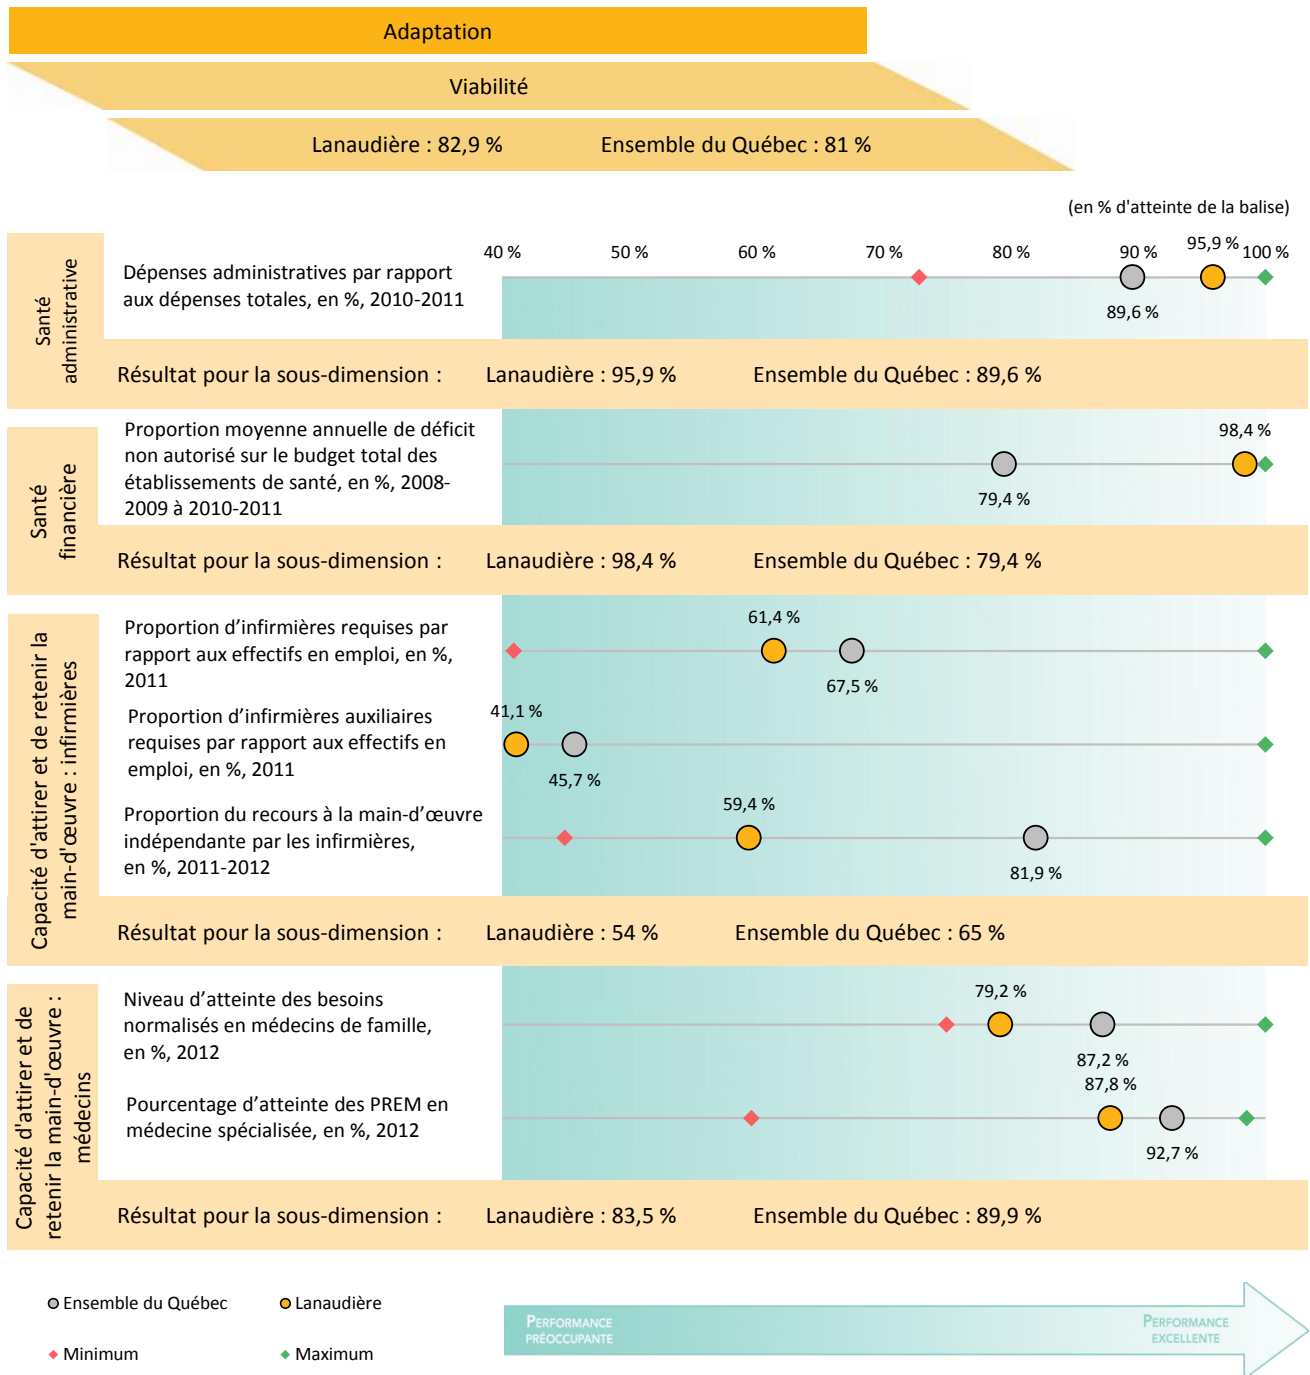 Adaptation
Viabilité
Lanaudière : 82,9 % Ensemble du Québec : 81 %
(en % d'atteinte de la balise)
40 % 50 % 60 % 70 % 80 % 90 % 95,9 % 100 %
Santé
administrative
Dépenses administratives par rapport
aux dépenses totales, en %, 2010-2011
89,6 %
Résultat pour la sous-dimension : Lanaudière : 95,9 % Ensemble du Québec : 89,6 %
Santé
financière
Proportion moyenne annuelle de déficit
non autorisé sur le budget total des
établissements de santé, en %, 2008-
2009 à 2010-2011
98,4 %
79,4 %
Résultat pour la sous-dimension : Lanaudière : 98,4 % Ensemble du Québec : 79,4 %
Capacité d'attirer et de retenir la
main-d'œuvre : infirmières
Proportion d’infirmières requises par
rapport aux effectifs en emploi, en %,
2011
61,4 %
67,5 %
Proportion d’infirmières auxiliaires
requises par rapport aux effectifs en
emploi, en %, 2011
41,1 %
45,7 %
Proportion du recours à la main-d’œuvre
indépendante par les infirmières,
en %, 2011-2012
59,4 %
81,9 %
Résultat pour la sous-dimension : Lanaudière : 54 % Ensemble du Québec : 65 %
Capacité d'attirer et de
retenir la main-d'œuvre :
médecins
Niveau d’atteinte des besoins
normalisés en médecins de famille,
en %, 2012
79,2 %
87,2 %
Pourcentage d’atteinte des PREM en
médecine spécialisée, en %, 2012
87,8 %
92,7 %
Résultat pour la sous-dimension : Lanaudière : 83,5 % Ensemble du Québec : 89,9 %
Ensemble du Québec Lanaudière
Minimum Maximum
PERFORMANCE
PRÉOCCUPANTE
PERFORMANCE
EXCELLENTE